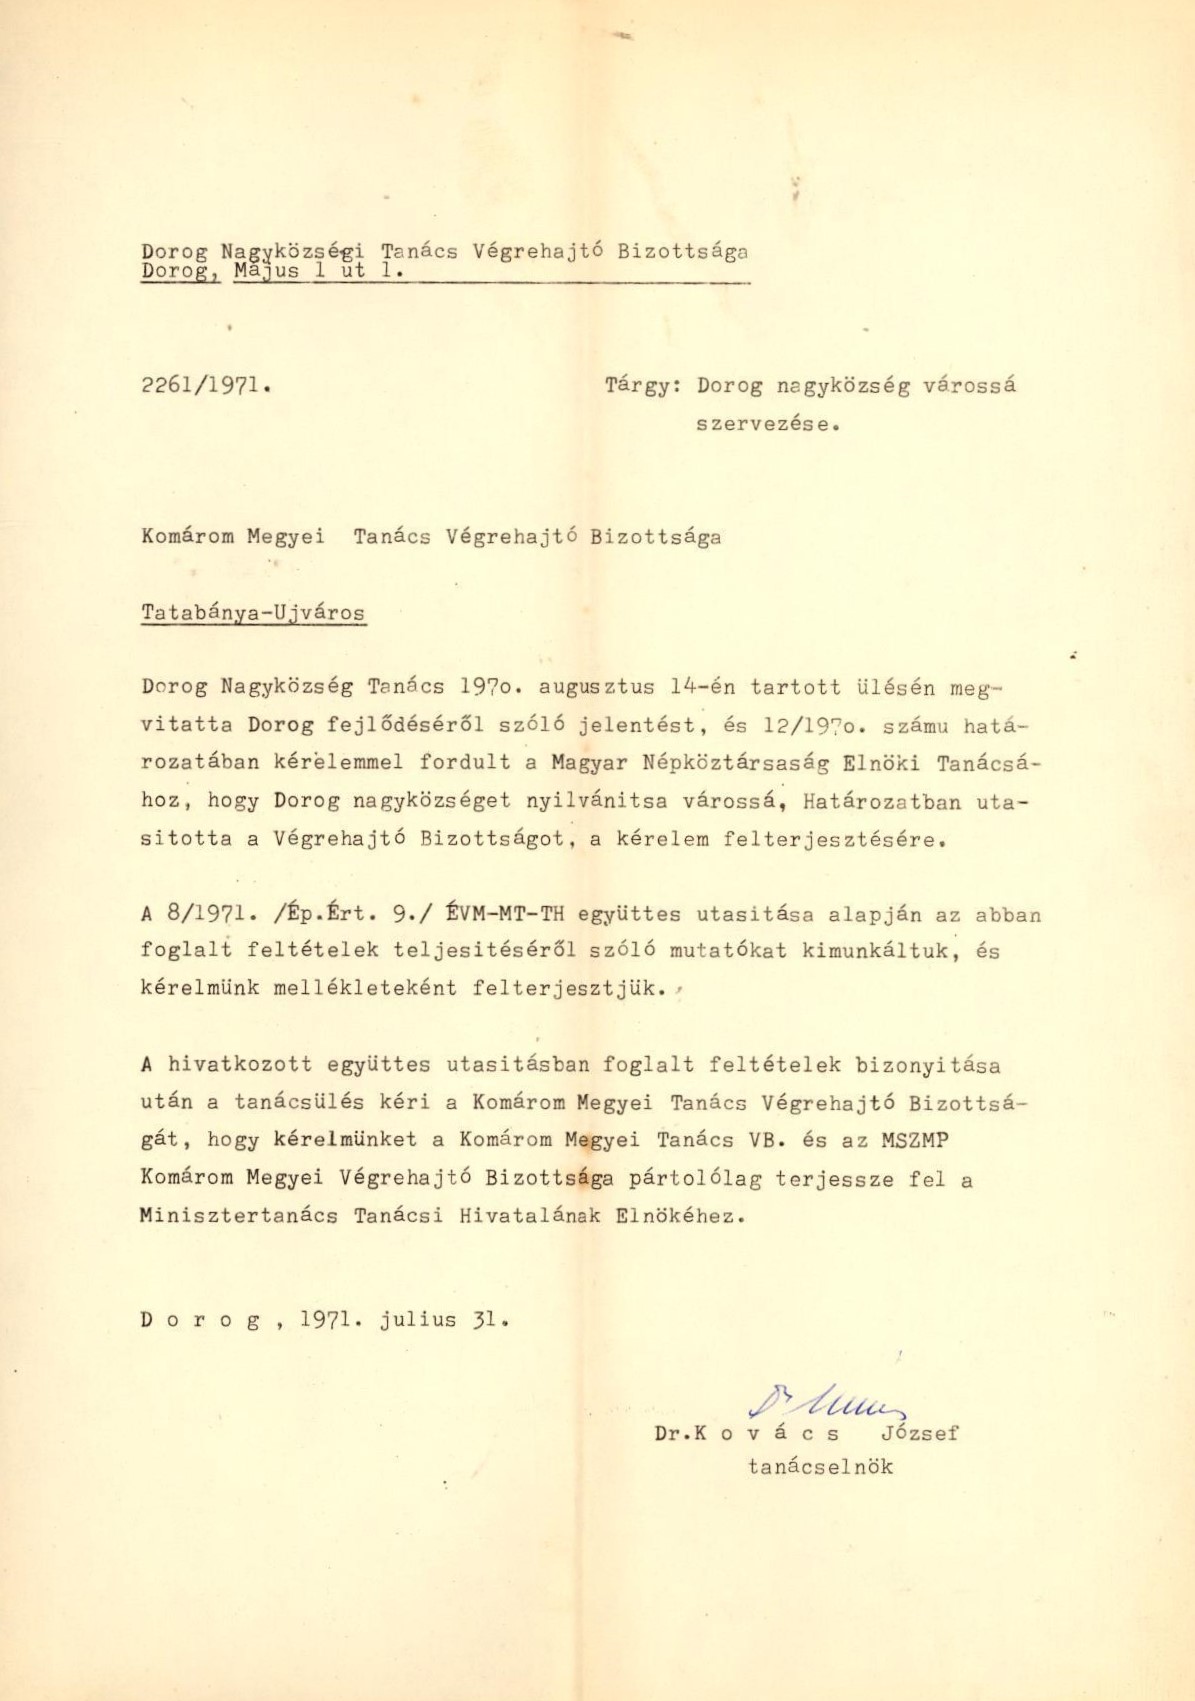 Dorog Nagyközségi Tanács Végrehajtó Bizottsága
Dorog, Május 1 ut 1.
2261/1971.
Tárgy: Dorog nagyközség várossá
szervezése.
Komárom Megyei Tanács Végrehajtó Bizottsága
Tatabánya-Ujváros
Dorog Nagyközség Tanács 197o. augusztus 14-én tartott ülésén meg-
vitatta Dorog fejlődéséről szóló jelentést, és 12/197o. számu hatá-
rozatában kérelemmel fordult a Magyar Népköztársaság Elnöki Tanácsá-
hoz, hogy Dorog nagyközséget nyilvánitsa várossá, Határozatban uta-
sitotta a Végrehajtó Bizottságot, a kérelem felterjesztésére.
A 8/1971. /Ép.Ért. 9./ ÉVM-MT-TH együttes utasitása alapján az abban
foglalt feltételek teljesitéséről szóló mutatókat kimunkáltuk, és
kérelmünk mellékleteként felterjesztjük.
A hivatkozott együttes utasitásban foglalt feltételek bizonyitása
után a tanácsülés kéri a Komárom Megyei Tanács Végrehajtó Bizottsá-
gát, hogy kérelmünket a Komárom Megyei Tanács VB. és az MSZMP
Komárom Megyei Végrehajtó Bizottsága pártolólag terjessze fel a
Minisztertanács Tanácsi Hivatalának Elnökéhez.
D o r o g , 1971. julius 31.
Dr
Dr.K o v á c s József
tanácselnök